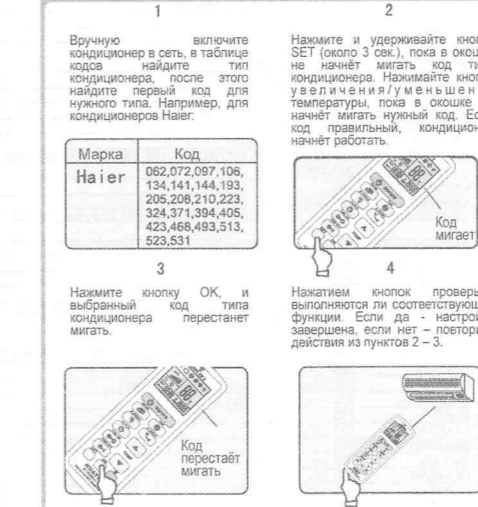 1
Вручную включите
кондиционер в сеть, в таблице
кодов найдите тип
кондиционера, после этого
найдите первый код для
нужного типа. Например, для
кондиционеров Haier:
Марка Код
Haier 062,072,097,106,
134,141,144,193,
205,208,210,223,
324,371,394,405,
423,468,493,513,
523,531
2
Нажмите и удерживайте
SET (около 3 сек.), пока в
не начнёт мигать код
кондиционера. Нажимайте
увеличения/уменьшен
температуры, пока в окошке
начнёт мигать нужный код.
код правильный, кондицион
начнёт работать.
Код
мигает
3
Нажмите кнопку OK, и
выбранный код типа
кондиционера перестанет
мигать.
Код
перестаёт
мигать
4
Нажатием кнопок
выполняются ли соответствующ
функции. Если да - настрой
завершена, если нет – повтори
действия из пунктов 2 – 3.